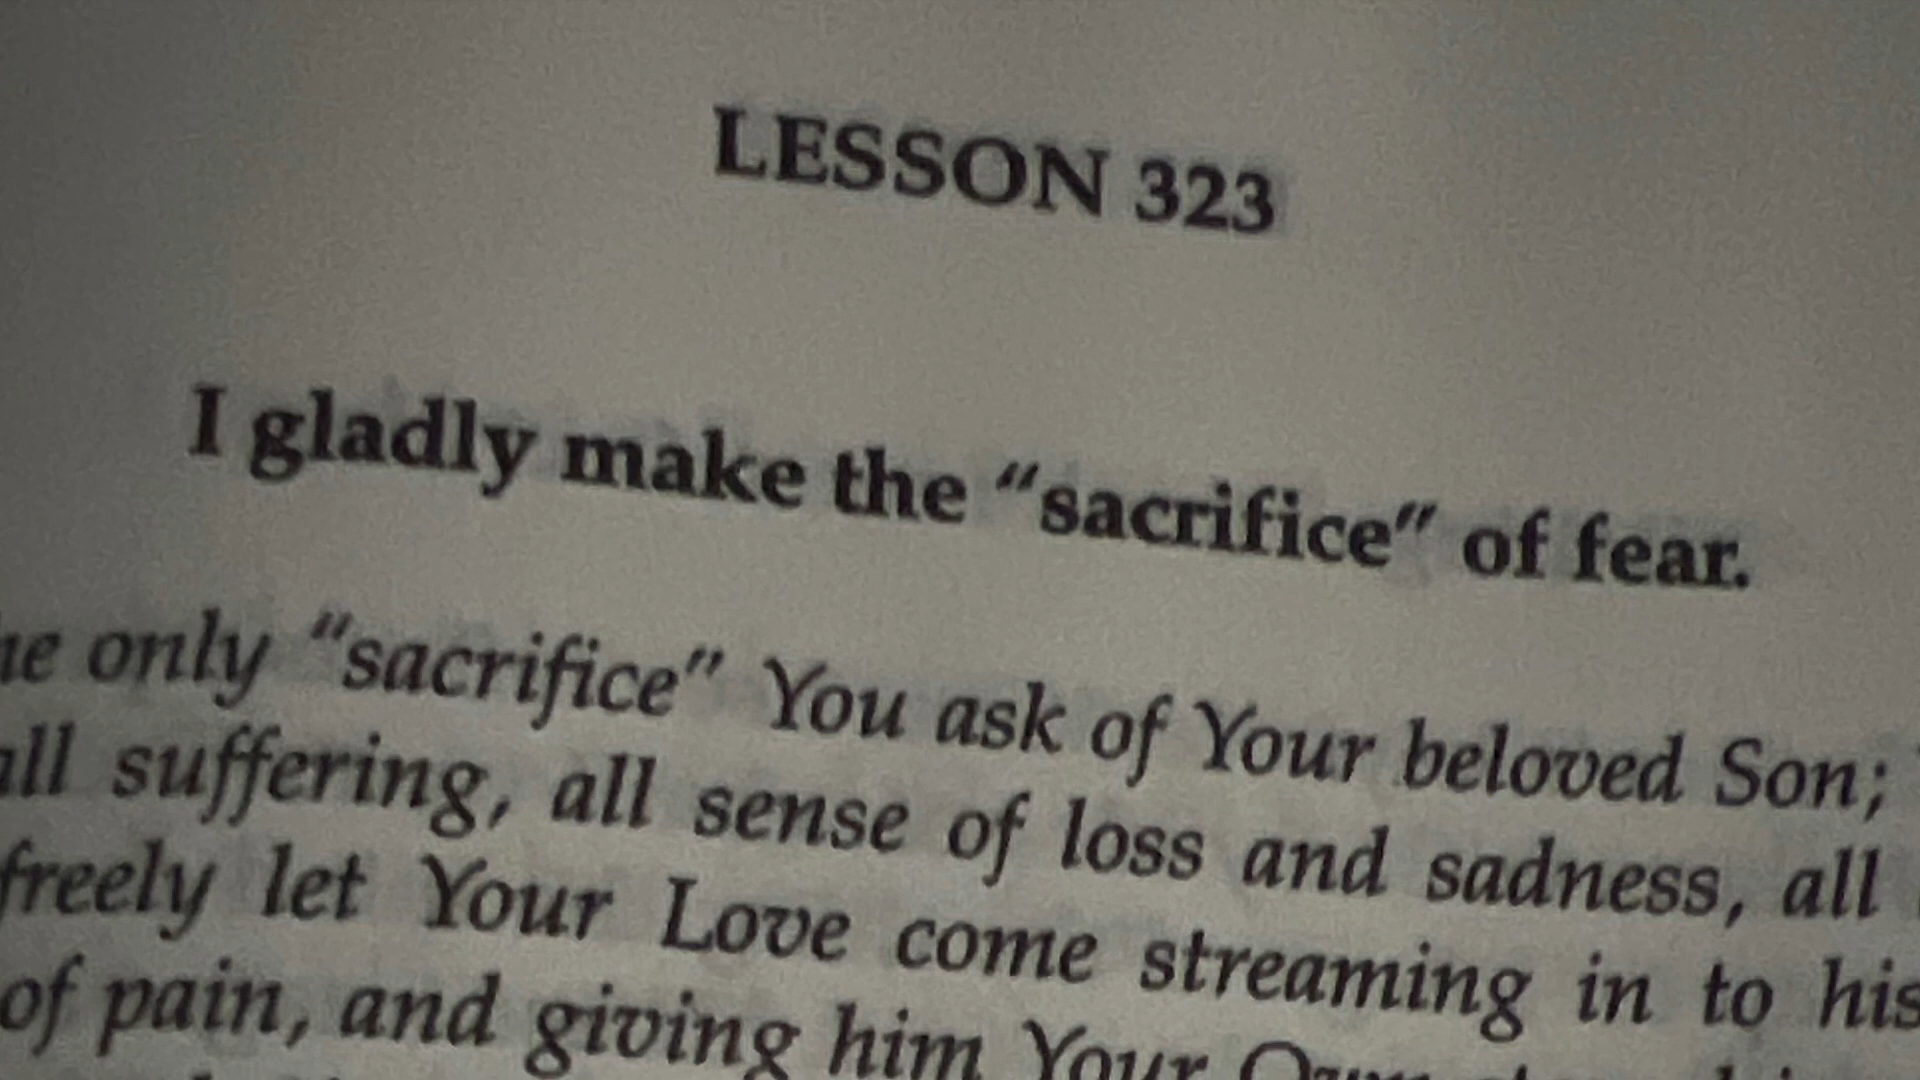 LESSON 323
I gladly make the “sacrifice” of fear.
only “sacrifice” You ask of Your beloved Son;
all suffering, all sense of loss and sadness, all
freely let Your Love come streaming in to his
of pain, and giving him Your Own